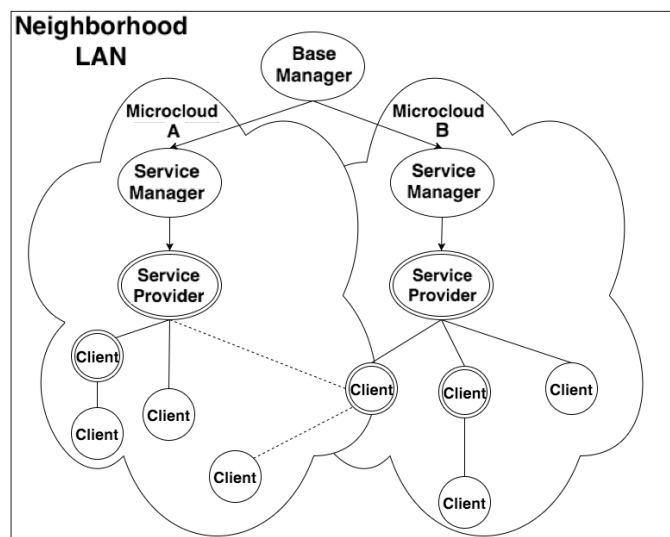 Neighborhood
LAN
Base
Manager
Microcloud
A
Microcloud
B
Service
Manager
Service
Manager
Service
Provider
Service
Provider
Client
Client
Client
Client
Client
Client
Client
Client